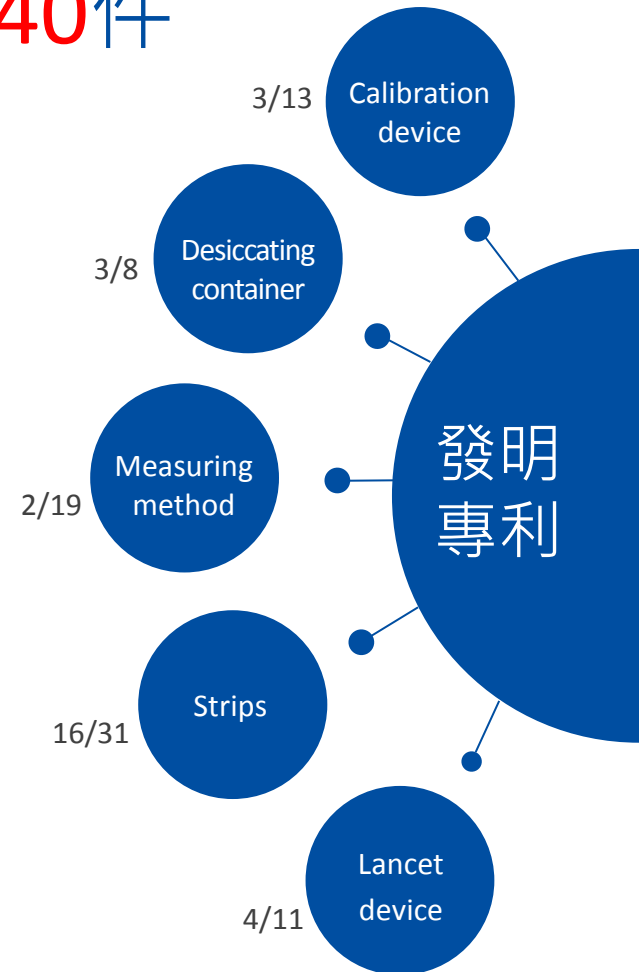 40件
3/13
Calibration
device
3/8
Desiccating
container
2/19
Measuring
method
發明
專利
16/31
Strips
4/11
Lancet
device